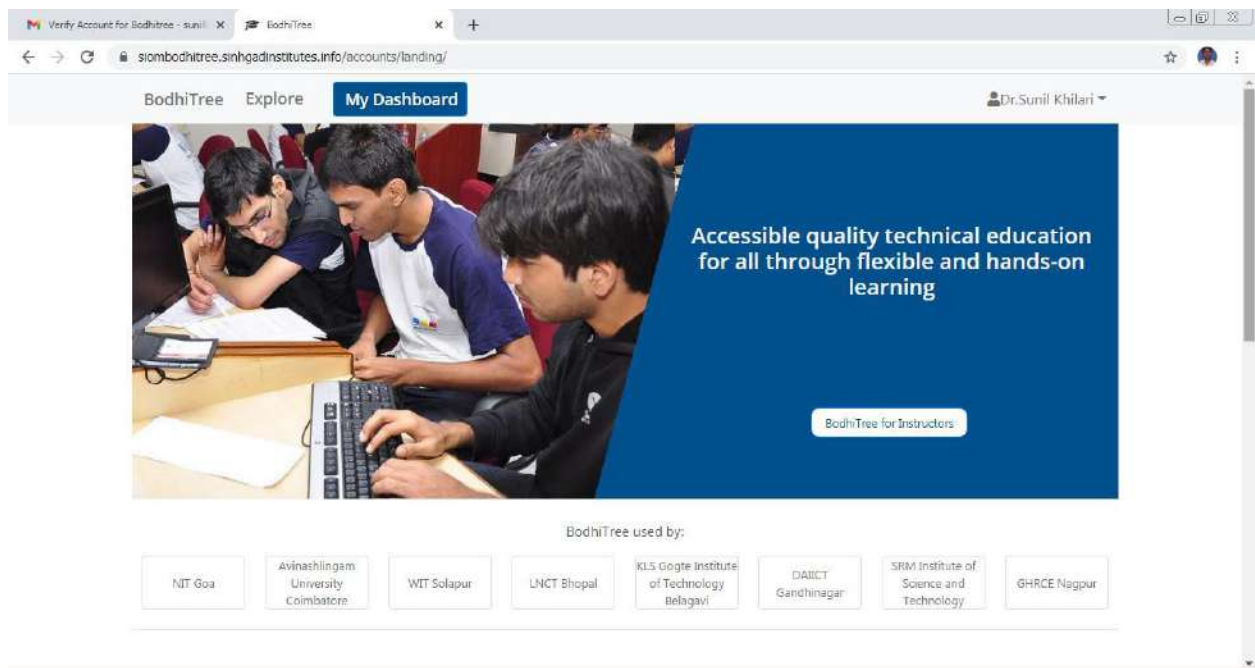 Verify Account for Bodhitree - sunil
BodhiTree
siombodhitree.sinhgadinstitutes.info/accounts/landing/
BodhiTree Explore My Dashboard Dr.Sunil Khilari
Accessible quality technical education
for all through flexible and hands-on
learning
BodhiTree for Instructors
BodhiTree used by:
NIT Goa
Avinashlingam
University
Coimbatore
WIT Solapur
LNCT Bhopal
KLS Gogte Institute
of Technology
Belagavi
DAIICT
Gandhinagar
SRM Institute of
Science and
Technology
GHRCE Nagpur